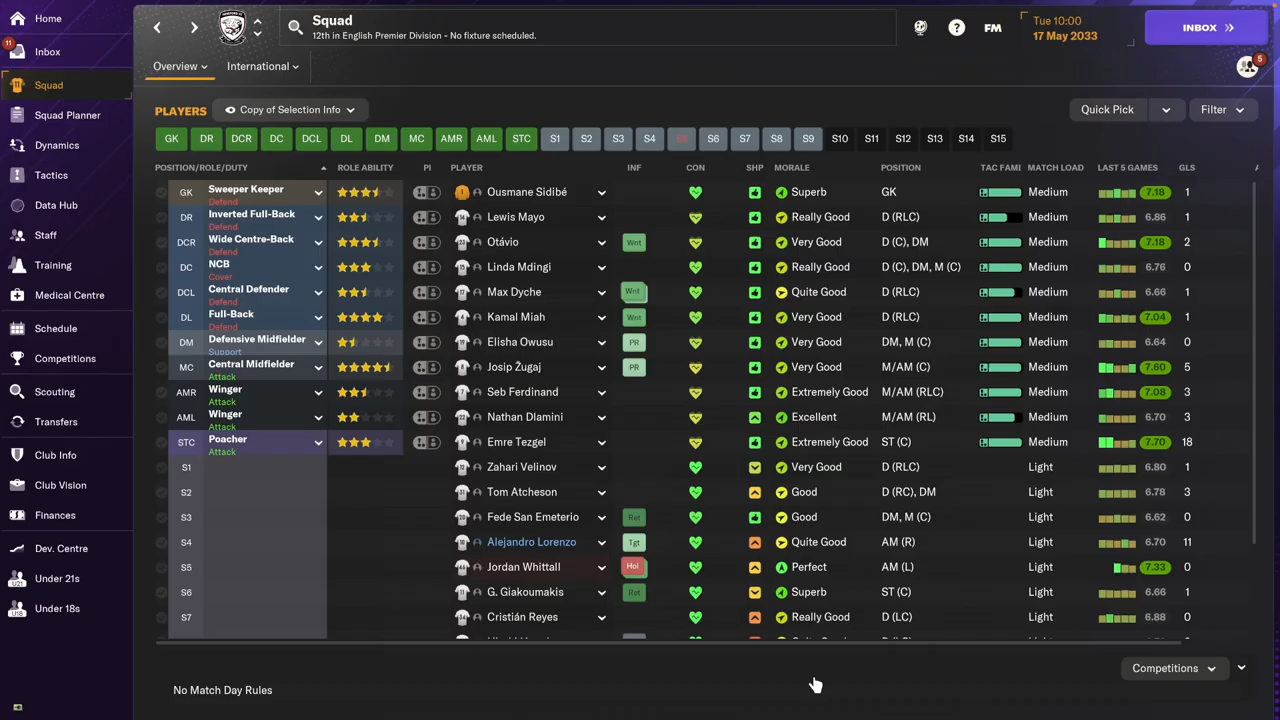 Home
Squad
12th in English Premier Division - No fixture scheduled.
FM
Tue 10:00
17 May 2033
INBOX
11
Inbox
5
Overview
International
Squad
PLAYERS
Copy of Selection Info
Quick Pick
Filter
Squad Planner
GK DR DCR DC DCL DL DM MC AMR AML STC S1 S2 S3 S4 S5 S6 S7 S8 S9 S10 S11 S12 S13 S14 S15
Dynamics
POSITION/ROLE/DUTY ROLE ABILITY PI PLAYER INF CON SHP MORALE POSITION TAC FAMI MATCH LOAD LAST 5 GAMES GLS
Tactics
GK Sweeper Keeper Defend Ousmane Sidibé Superb GK Medium 7.18 1
Data Hub
DR Inverted Full-Back Defend Lewis Mayo Really Good D (RLC) Medium 6.86 1
Staff
DCR Wide Centre-Back Defend Otávio Wnt Very Good D (C), DM Medium 7.18 2
Training
DC NCB Cover Linda Mdingi Really Good D (C), DM, M (C) Medium 6.76 0
Medical Centre
DCL Central Defender Defend Max Dyche Wnt Quite Good D (RLC) Medium 6.66 1
Schedule
DL Full-Back Defend Kamal Miah Wnt Very Good D (RLC) Medium 7.04 1
Competitions
DM Defensive Midfielder Support Elisha Owusu PR Very Good DM, M (C) Medium 6.64 0
MC Central Midfielder Attack Josip Žugaj PR Very Good M/AM (C) Medium 7.60 5
Scouting
AMR Winger Attack Seb Ferdinand Extremely Good M/AM (RLC) Medium 7.08 3
Transfers
AML Winger Attack Nathan Dlamini Excellent M/AM (RL) Medium 6.70 3
STC Poacher Attack Emre Tezgel Extremely Good ST (C) Medium 7.70 18
Club Info
S1 Zahari Velinov Very Good D (RLC) Light 6.80 1
Club Vision
S2 Tom Atcheson Good D (RC), DM Light 6.78 3
Finances
S3 Fede San Emeterio Ret Good DM, M (C) Light 6.62 0
Dev. Centre
S4 Alejandro Lorenzo Tgt Quite Good AM (R) Light 6.70 11
U21 Under 21s
S5 Jordan Whittall Hol Perfect AM (L) Light 7.33 0
S6 G. Giakoumakis Ret Superb ST (C) Light 6.66 1
U18 Under 18s
S7 Cristián Reyes Really Good D (LC) Light 6.88 0
Competitions
No Match Day Rules